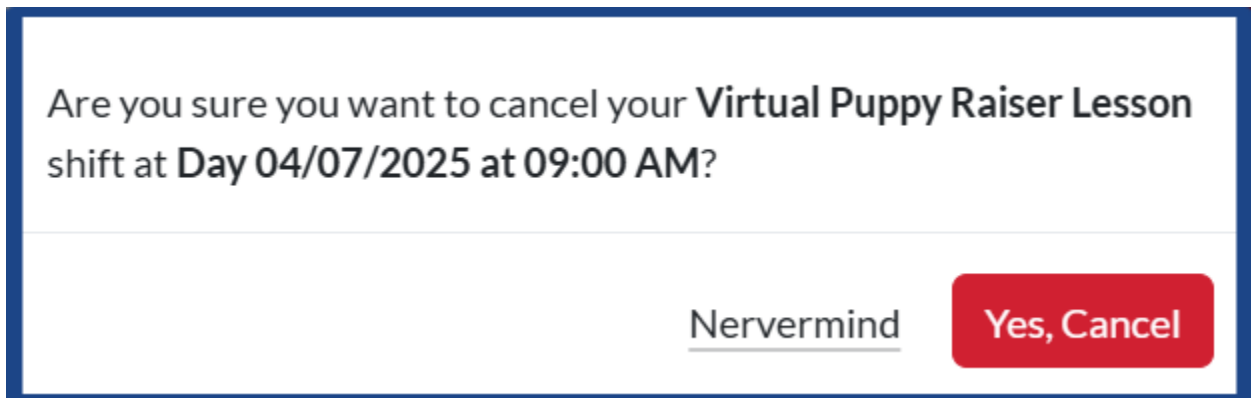 Are you sure you want to cancel your Virtual Puppy Raiser Lesson
shift at Day 04/07/2025 at 09:00 AM?
Nervermind
Yes, Cancel